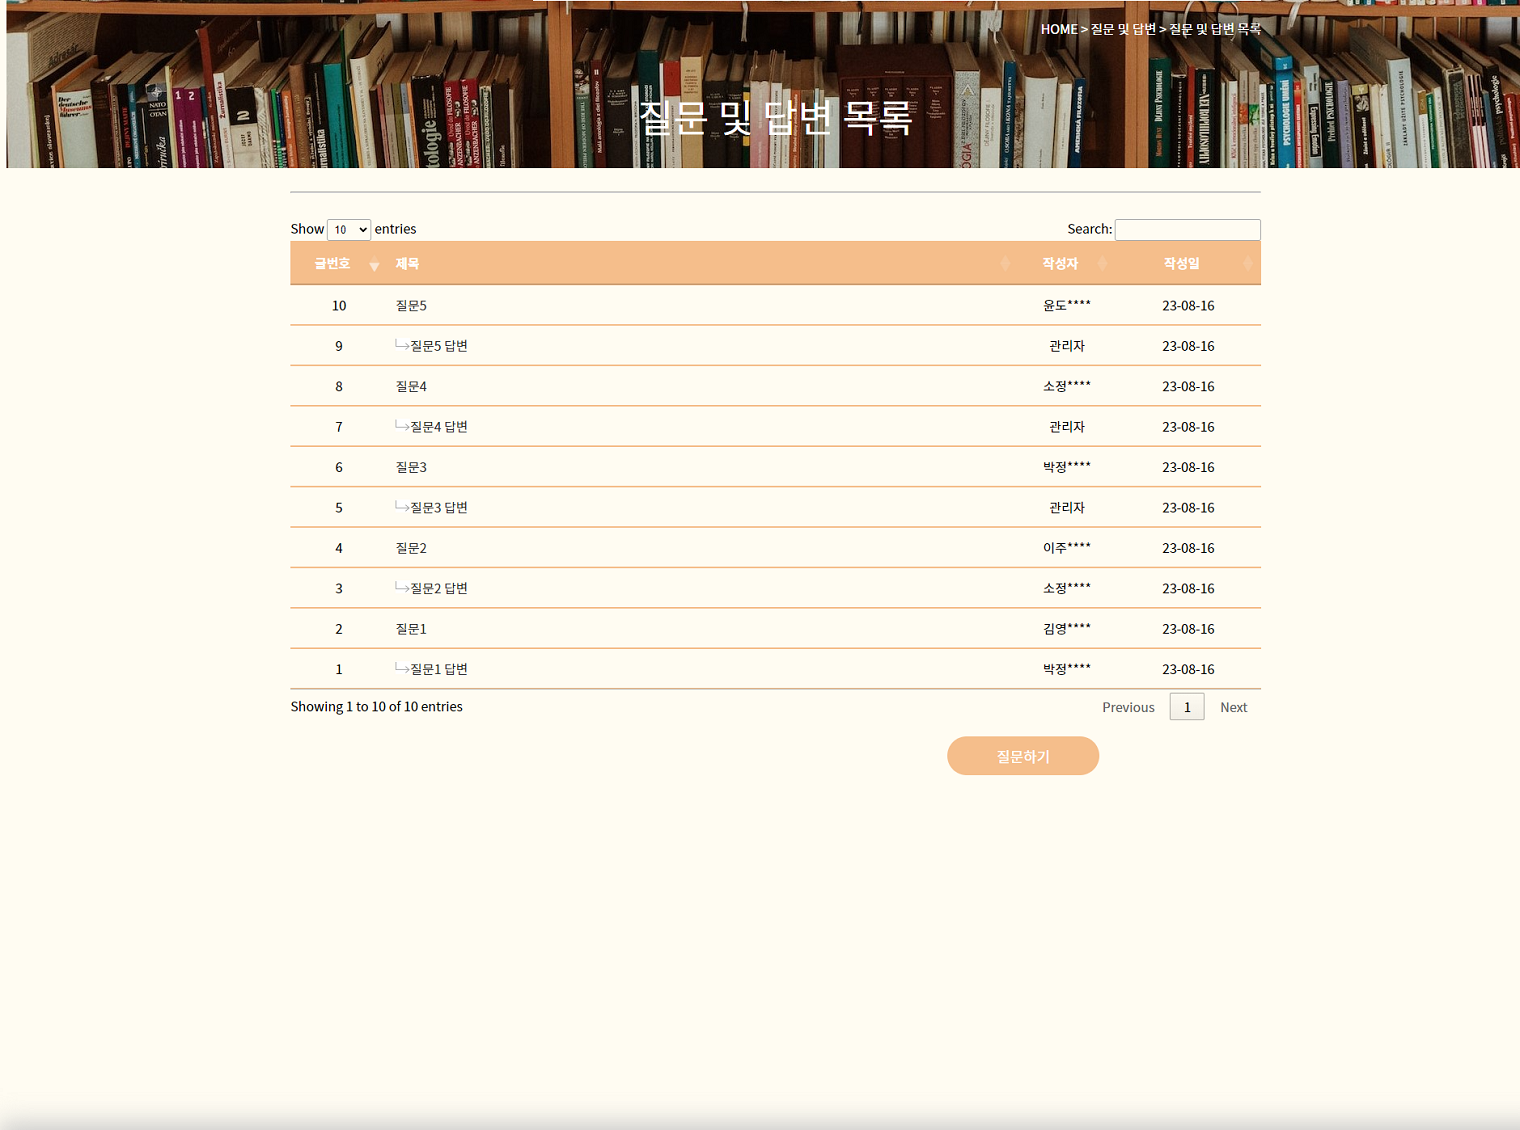 HOME > 질문 및 답변 > 질문 및 답변 목록
질문 및 답변 목록
Show 10 entries
Search:
글번호 제목 작성자 작성일
10 질문5 윤도**** 23-08-16
9 질문5 답변 관리자 23-08-16
8 질문4 소정**** 23-08-16
7 질문4 답변 관리자 23-08-16
6 질문3 박정**** 23-08-16
5 질문3 답변 관리자 23-08-16
4 질문2 이주**** 23-08-16
3 질문2 답변 소정**** 23-08-16
2 질문1 김영**** 23-08-16
1 질문1 답변 박정**** 23-08-16
Showing 1 to 10 of 10 entries
Previous 1 Next
질문하기